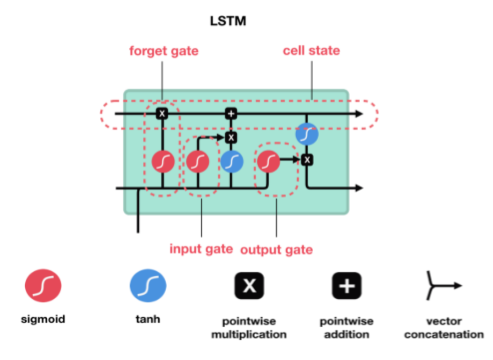 LSTM
forget gate
cell state
input gate
output gate
sigmoid
tanh
pointwise
multiplication
pointwise
addition
vector
concatenation